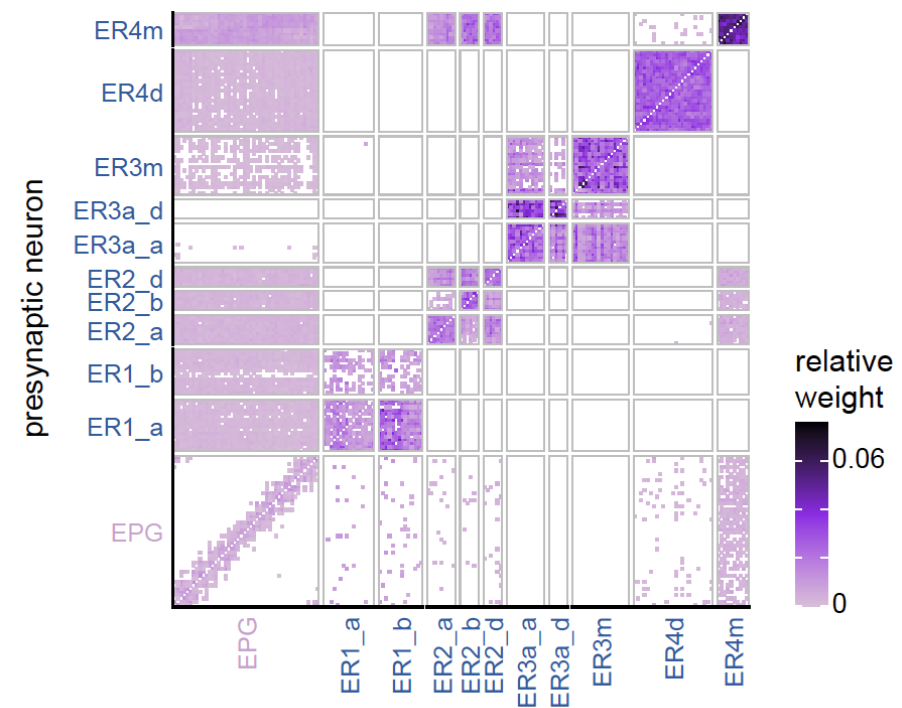 ER4m
ER4d
ER3m
ER3a_d
ER3a_a
ER2_d
ER2_b
ER2_a
ER1_b
ER1_a
EPG
presynaptic neuron
EPG
ER1_a
ER1_b
ER2_a
ER2_b
ER2_d
ER3a_a
ER3a_d
ER3m
ER4d
ER4m
relative
weight
0.06
0